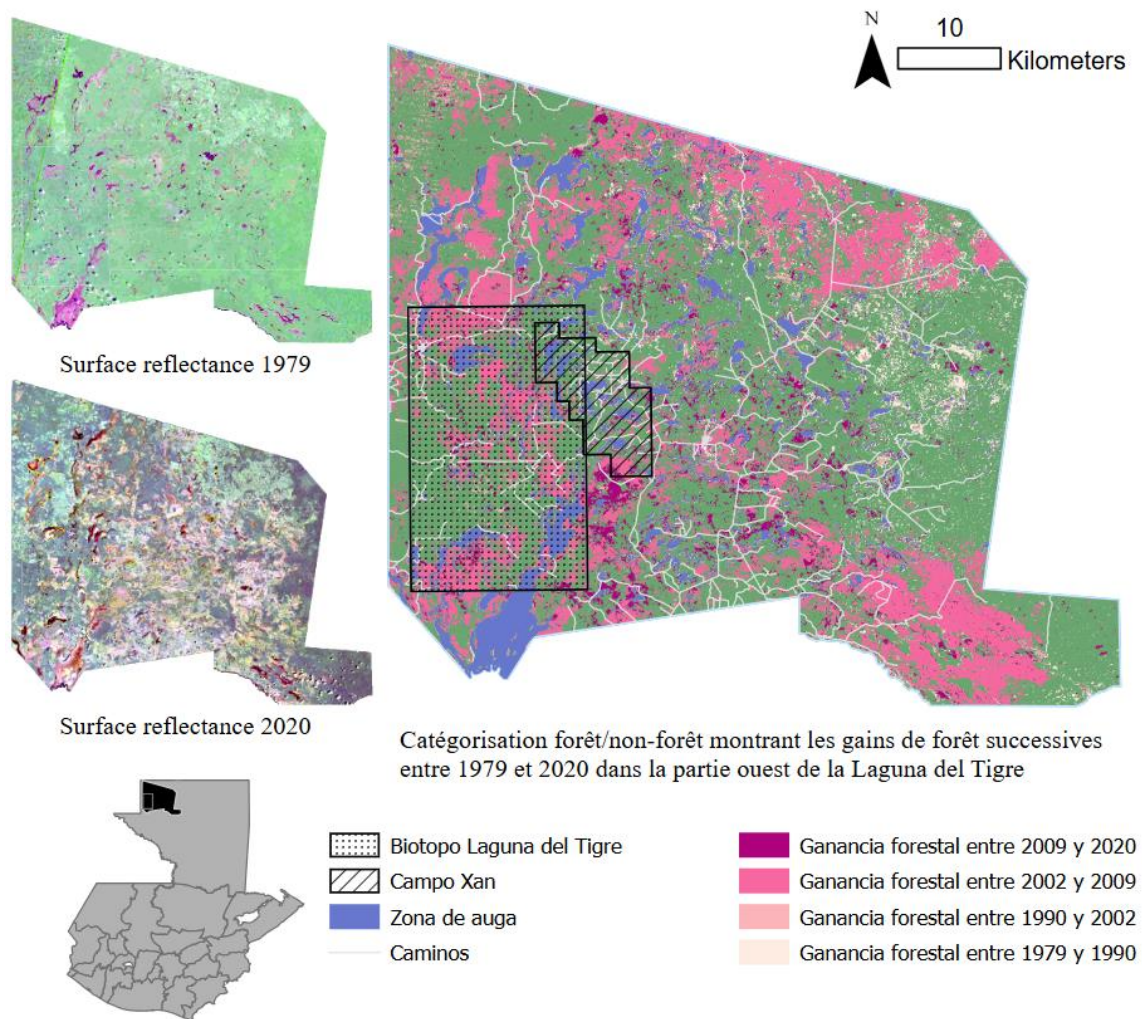 N
10
Kilometers
Surface reflectance 1979
Surface reflectance 2020
Catégorisation forêt/non-forêt montrant les gains de forêt successives
entre 1979 et 2020 dans la partie ouest de la Laguna del Tigre
Biotopo Laguna del Tigre
Campo Xan
Zona de auga
Caminos
Ganancia forestal entre 2009 y 2020
Ganancia forestal entre 2002 y 2009
Ganancia forestal entre 1990 y 2002
Ganancia forestal entre 1979 y 1990